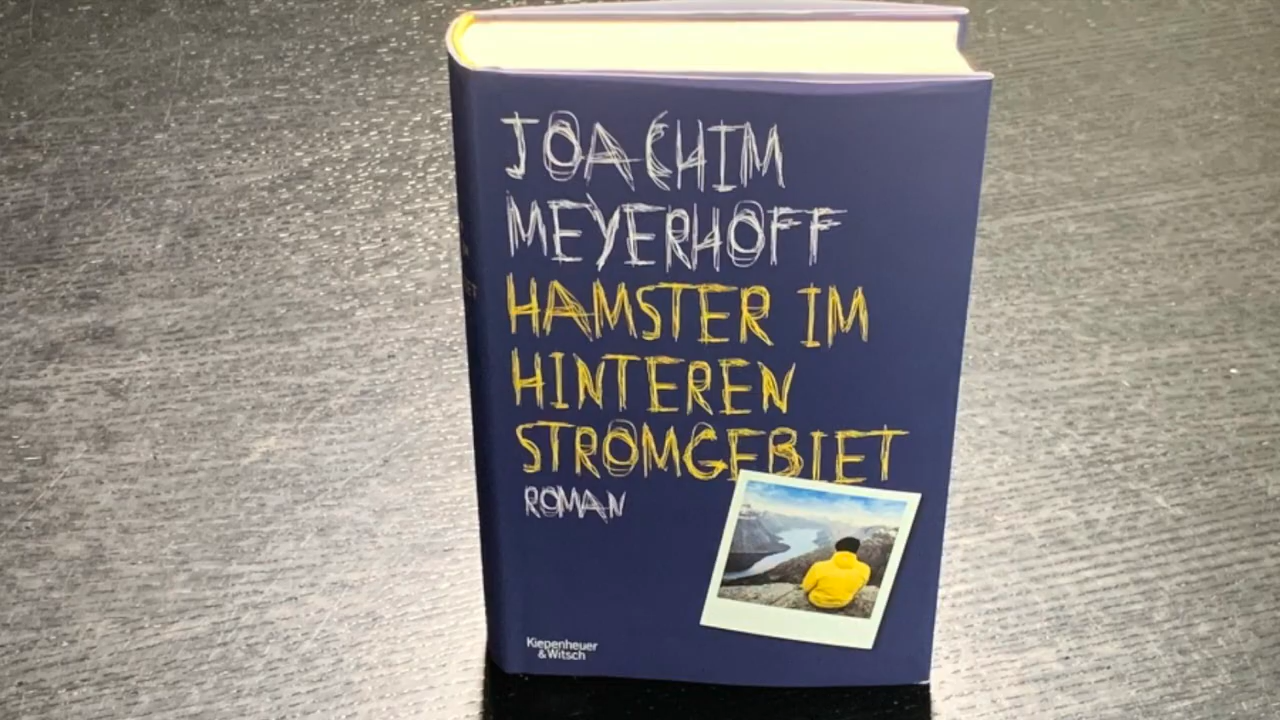 JOACHIM
MEYERHOFF
HAMSTER IM
HINTEREN
STROMGEBIET
ROMAN
Kiepenheuer
&Witsch